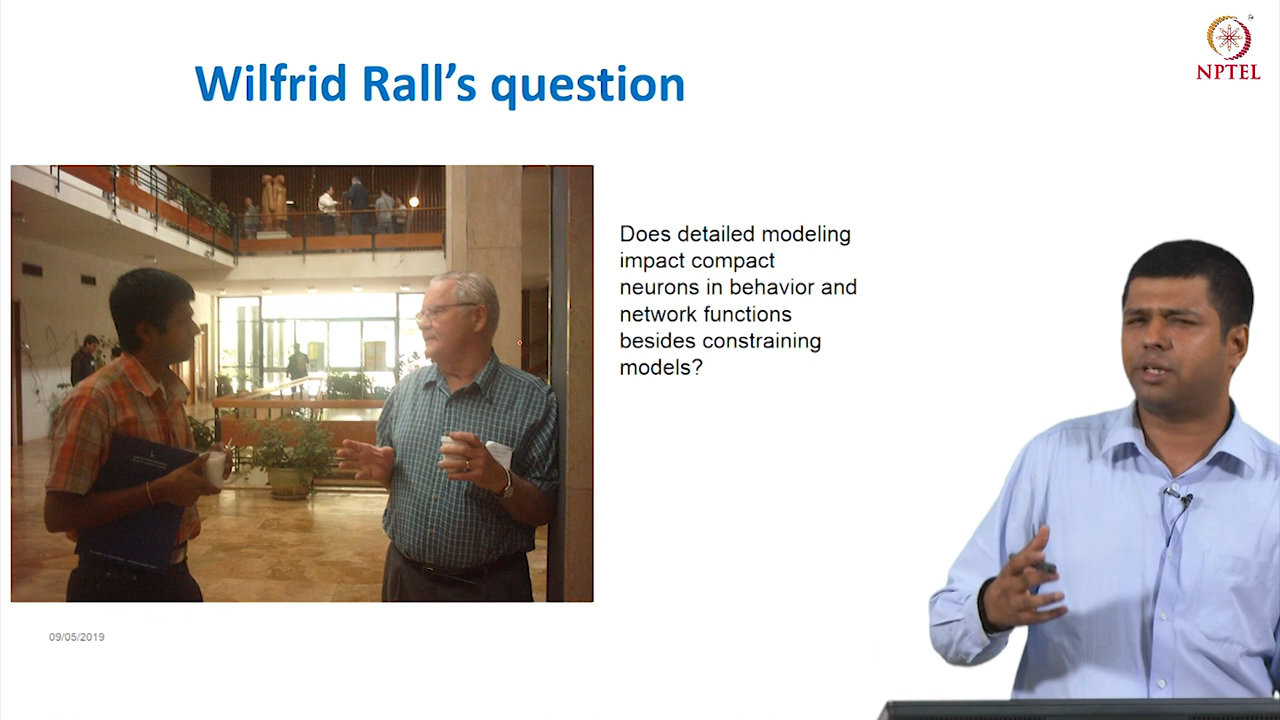 Wilfrid Rall's question
NPTEL
Does detailed modeling
impact compact
neurons in behavior and
network functions
besides constraining
models?
09/05/2019